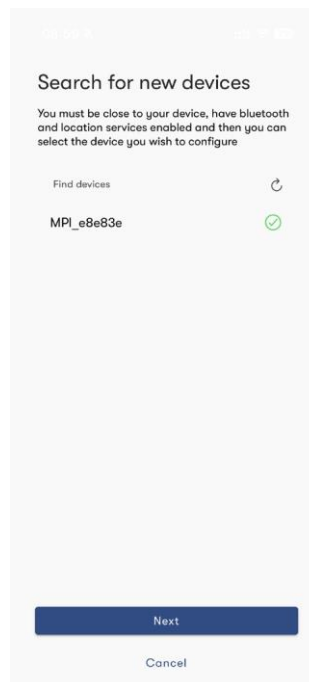 Search for new devices
You must be close to your device, have bluetooth
and location services enabled and then you can
select the device you wish to configure
Find devices
MPI_e8e83e
Next
Cancel